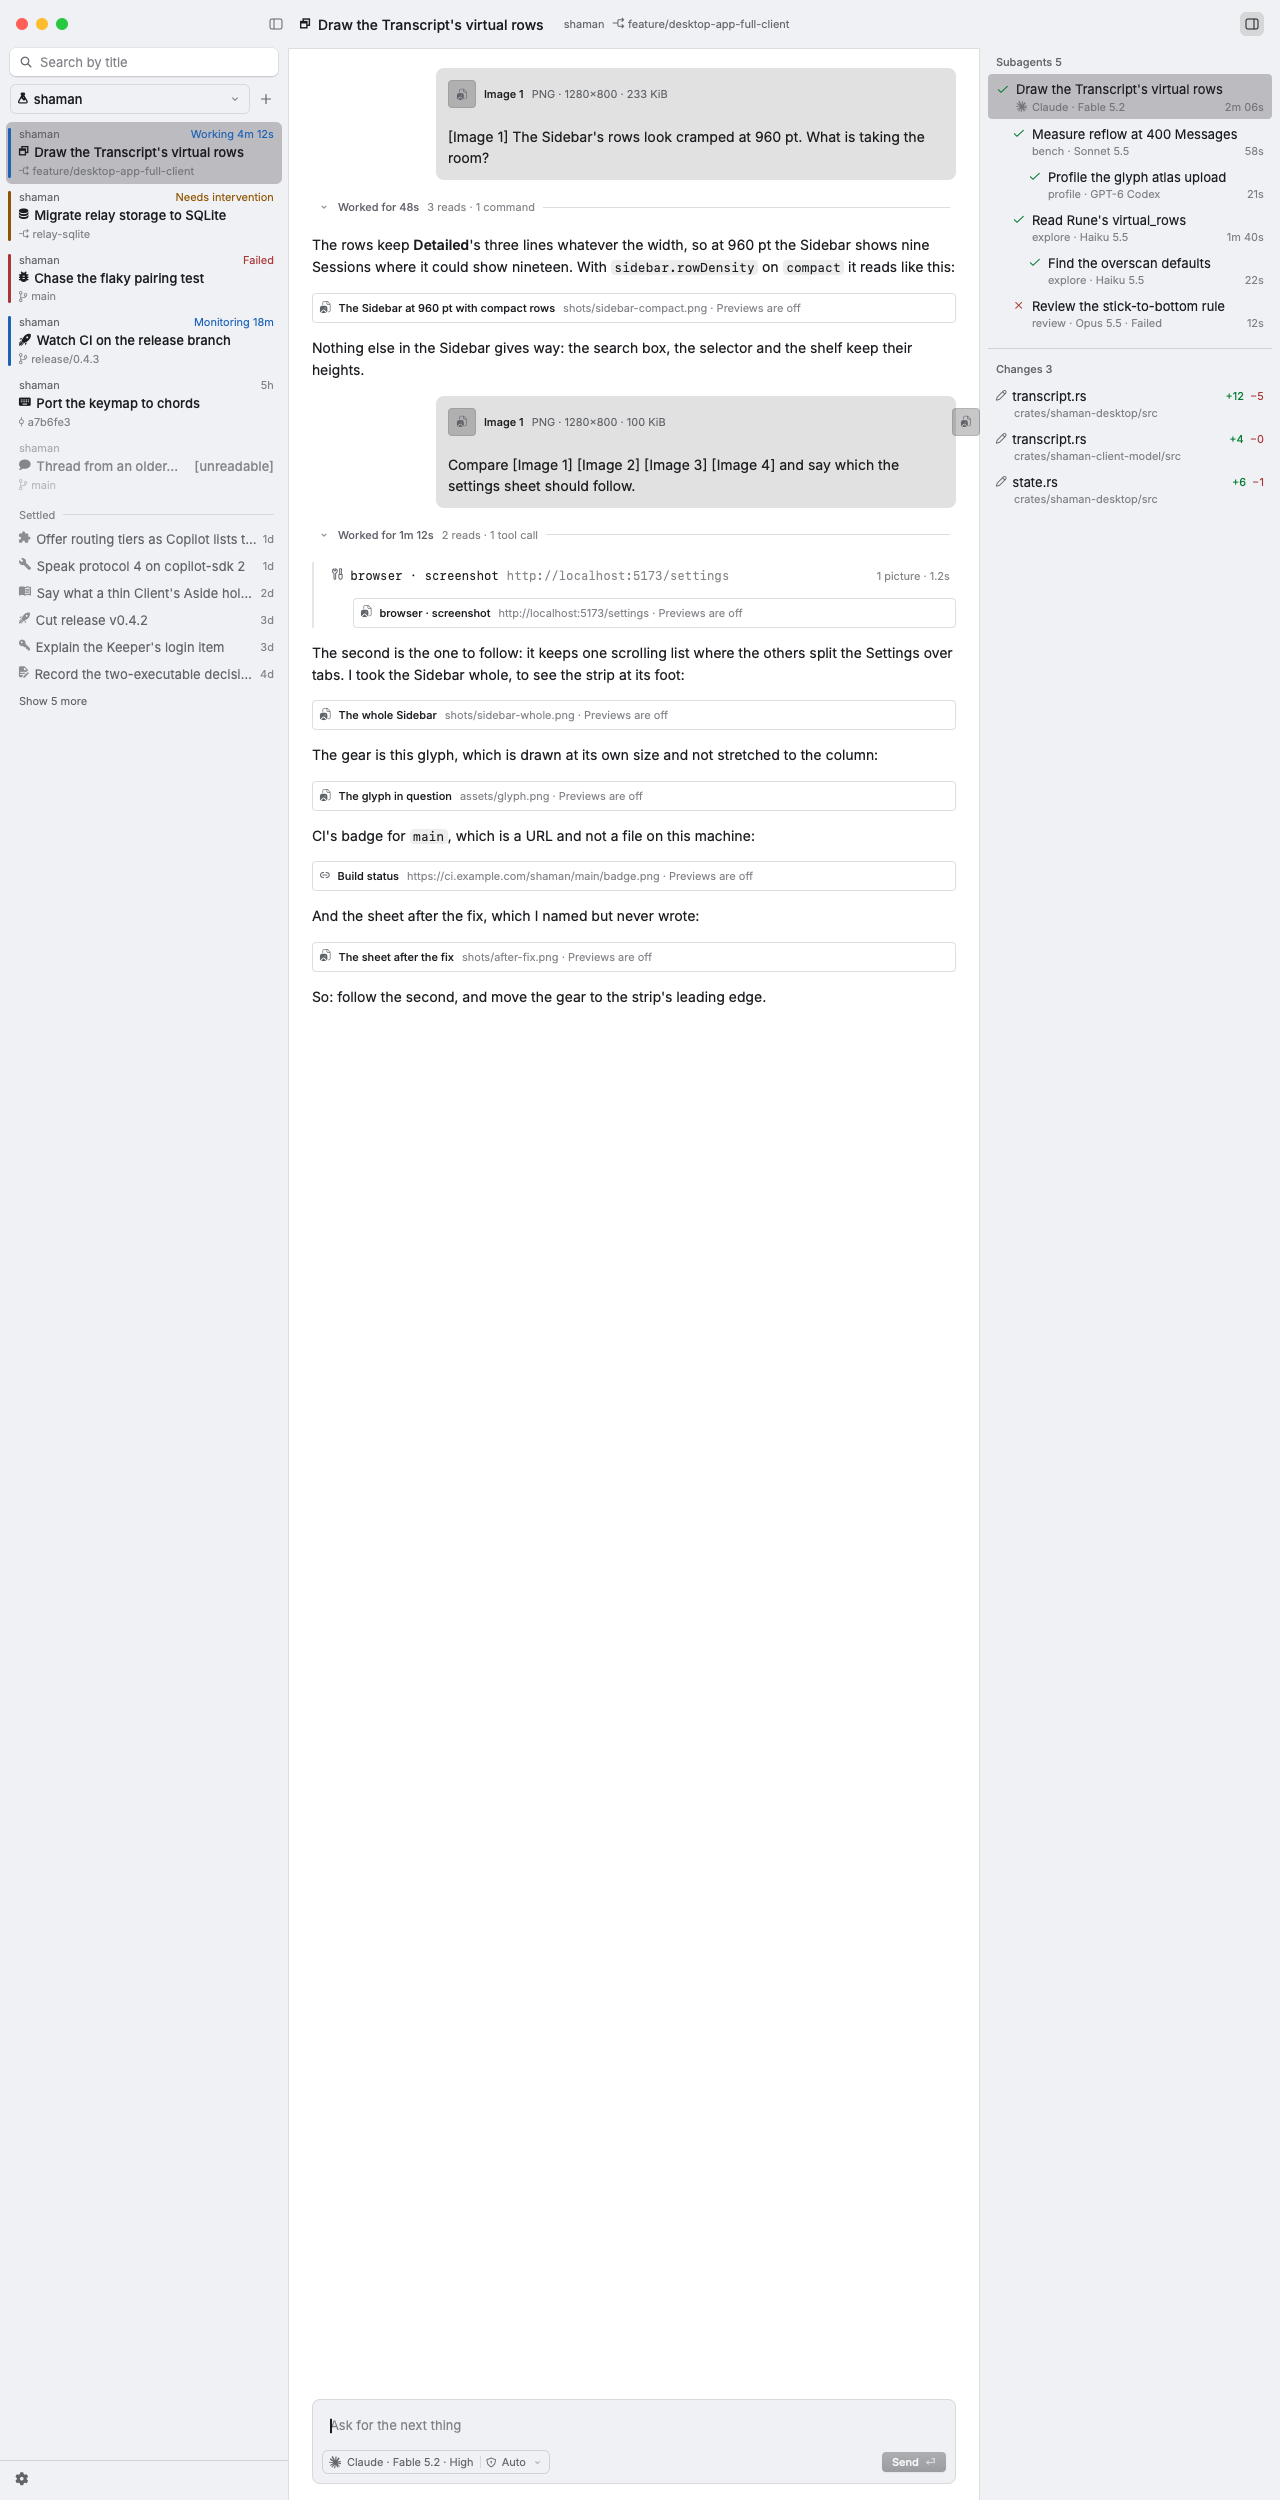 Draw the Transcript's virtual rows
shaman feature/desktop-app-full-client
Search by title
shaman
shaman Working 4m 12s
Draw the Transcript's virtual rows
feature/desktop-app-full-client
shaman Needs intervention
Migrate relay storage to SQLite
relay-sqlite
shaman Failed
Chase the flaky pairing test
main
shaman Monitoring 18m
Watch CI on the release branch
release/0.4.3
shaman 5h
Port the keymap to chords
a7b6fe3
shaman
Thread from an older... [unreadable]
main
Settled
Offer routing tiers as Copilot lists t... 1d
Speak protocol 4 on copilot-sdk 2 1d
Say what a thin Client's Aside hol... 2d
Cut release v0.4.2 3d
Explain the Keeper's login item 3d
Record the two-executable decisi... 4d
Show 5 more
Image 1 PNG · 1280×800 · 233 KiB
[Image 1] The Sidebar's rows look cramped at 960 pt. What is taking the
room?
Worked for 48s 3 reads · 1 command
The rows keep Detailed's three lines whatever the width, so at 960 pt the Sidebar shows nine
Sessions where it could show nineteen. With sidebar.rowDensity on compact it reads like this:
The Sidebar at 960 pt with compact rows shots/sidebar-compact.png · Previews are off
Nothing else in the Sidebar gives way: the search box, the selector and the shelf keep their
heights.
Image 1 PNG · 1280×800 · 100 KiB
Compare [Image 1] [Image 2] [Image 3] [Image 4] and say which the
settings sheet should follow.
Worked for 1m 12s 2 reads · 1 tool call
browser · screenshot http://localhost:5173/settings 1 picture · 1.2s
browser · screenshot http://localhost:5173/settings · Previews are off
The second is the one to follow: it keeps one scrolling list where the others split the Settings over
tabs. I took the Sidebar whole, to see the strip at its foot:
The whole Sidebar shots/sidebar-whole.png · Previews are off
The gear is this glyph, which is drawn at its own size and not stretched to the column:
The glyph in question assets/glyph.png · Previews are off
CI's badge for main, which is a URL and not a file on this machine:
Build status https://ci.example.com/shaman/main/badge.png · Previews are off
And the sheet after the fix, which I named but never wrote:
The sheet after the fix shots/after-fix.png · Previews are off
So: follow the second, and move the gear to the strip's leading edge.
Ask for the next thing
Claude · Fable 5.2 · High Auto
Send
Subagents 5
Draw the Transcript's virtual rows
Claude · Fable 5.2 2m 06s
Measure reflow at 400 Messages
bench · Sonnet 5.5 58s
Profile the glyph atlas upload
profile · GPT-6 Codex 21s
Read Rune's virtual_rows
explore · Haiku 5.5 1m 40s
Find the overscan defaults
explore · Haiku 5.5 22s
Review the stick-to-bottom rule
review · Opus 5.5 · Failed 12s
Changes 3
transcript.rs +12 −5
crates/shaman-desktop/src
transcript.rs +4 −0
crates/shaman-client-model/src
state.rs +6 −1
crates/shaman-desktop/src